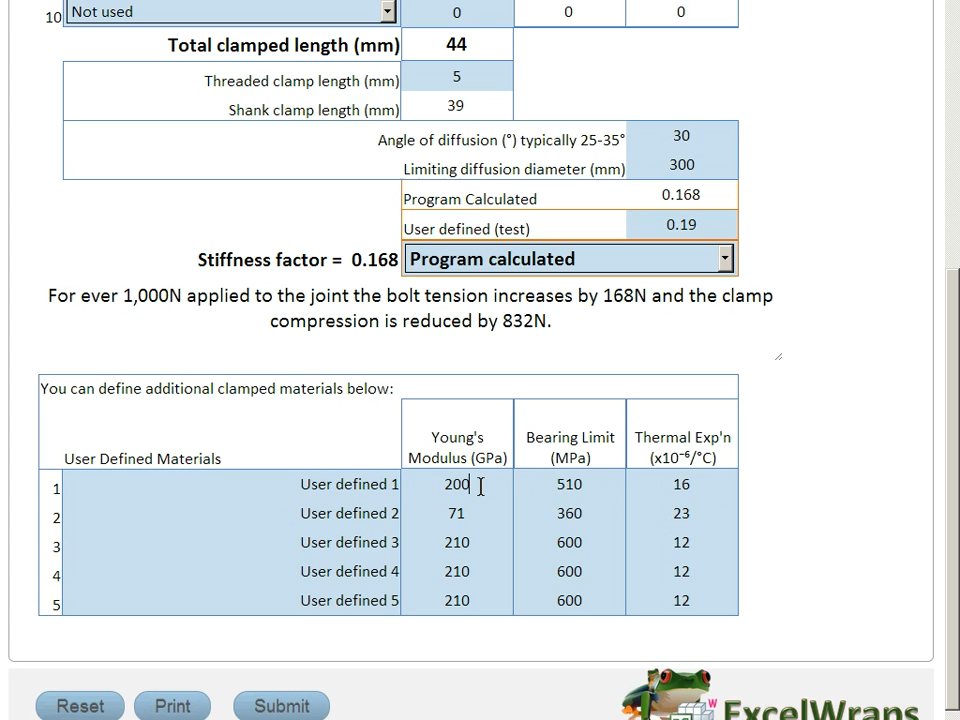 10 Not used 0 0 0
Total clamped length (mm) 44
Threaded clamp length (mm) 5
Shank clamp length (mm) 39
Angle of diffusion (°) typically 25-35° 30
Limiting diffusion diameter (mm) 300
Program Calculated 0.168
User defined (test) 0.19
Stiffness factor = 0.168 Program calculated
For ever 1,000N applied to the joint the bolt tension increases by 168N and the clamp
compression is reduced by 832N.
You can define additional clamped materials below:
User Defined Materials
Young's
Modulus (GPa)
Bearing Limit
(MPa)
Thermal Exp'n
(x10⁻⁶/°C)
1 User defined 1 200 510 16
2 User defined 2 71 360 23
3 User defined 3 210 600 12
4 User defined 4 210 600 12
5 User defined 5 210 600 12
Reset Print Submit
W
ExcelWraps